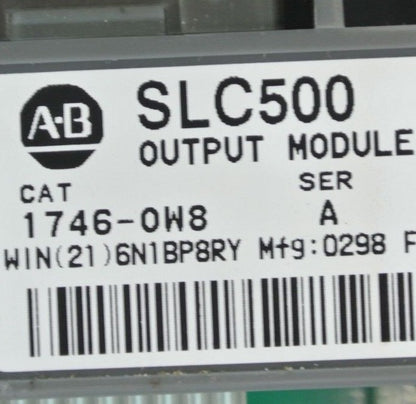 A·B
SLC500
OUTPUT MODULE
CAT SER
1746-OW8 A
WIN(21)6N1BP8RY Mfg:0298 F